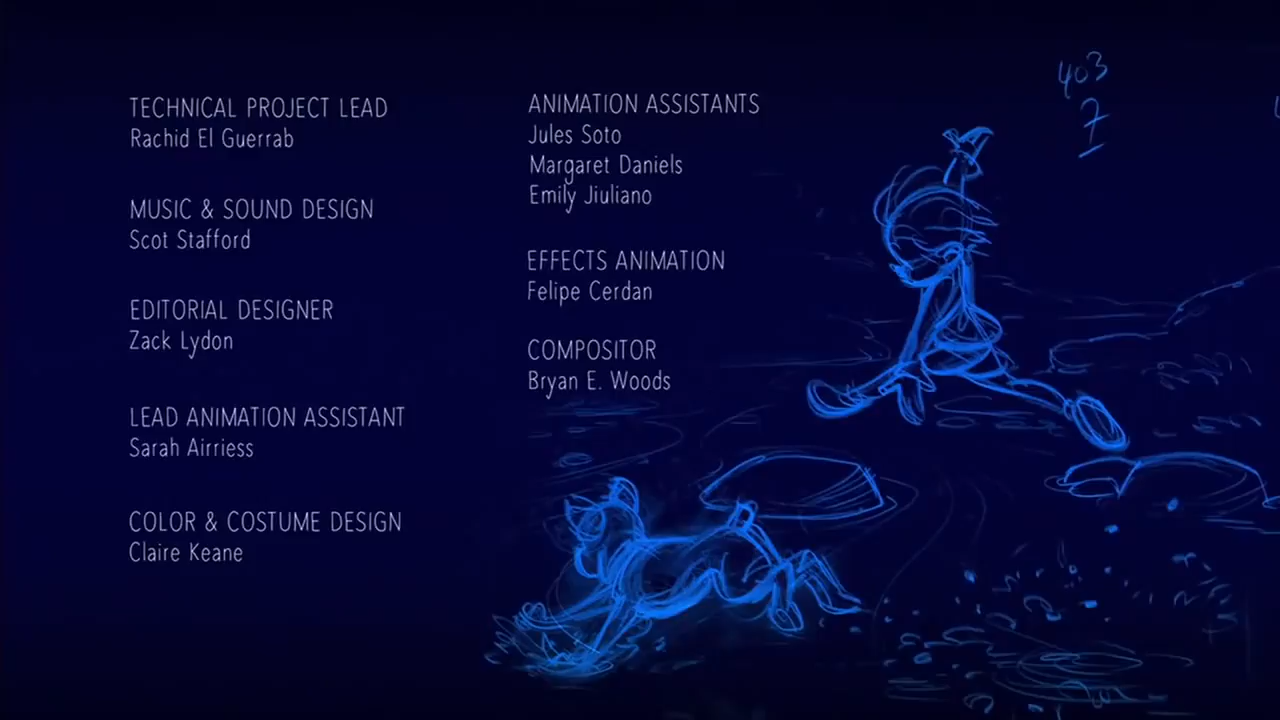 TECHNICAL PROJECT LEAD
Rachid El Guerrab
MUSIC & SOUND DESIGN
Scot Stafford
EDITORIAL DESIGNER
Zack Lydon
LEAD ANIMATION ASSISTANT
Sarah Airriess
COLOR & COSTUME DESIGN
Claire Keane
ANIMATION ASSISTANTS
Jules Soto
Margaret Daniels
Emily Jiuliano
EFFECTS ANIMATION
Felipe Cerdan
COMPOSITOR
Bryan E. Woods
403
7